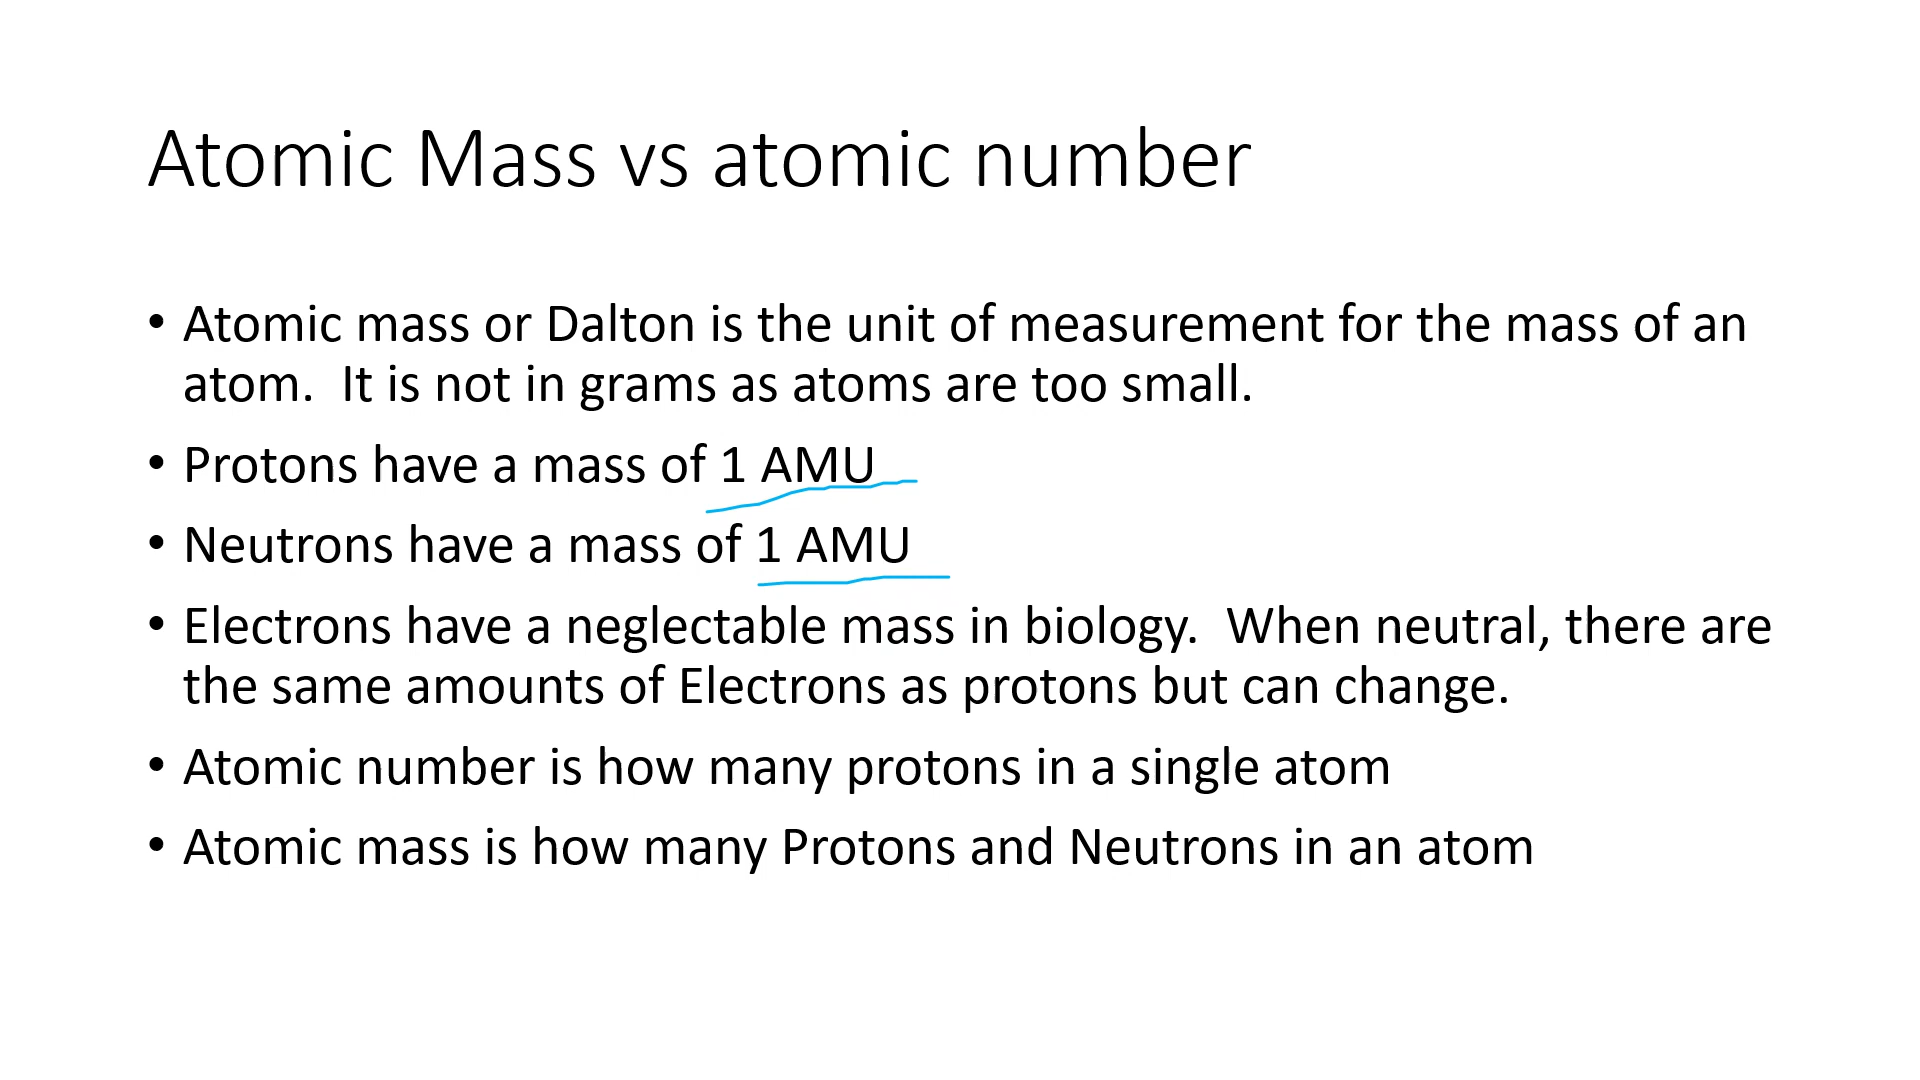 Atomic Mass vs atomic number
• Atomic mass or Dalton is the unit of measurement for the mass of an
atom.  It is not in grams as atoms are too small.
• Protons have a mass of 1 AMU
• Neutrons have a mass of 1 AMU
• Electrons have a neglectable mass in biology.  When neutral, there are
the same amounts of Electrons as protons but can change.
• Atomic number is how many protons in a single atom
• Atomic mass is how many Protons and Neutrons in an atom